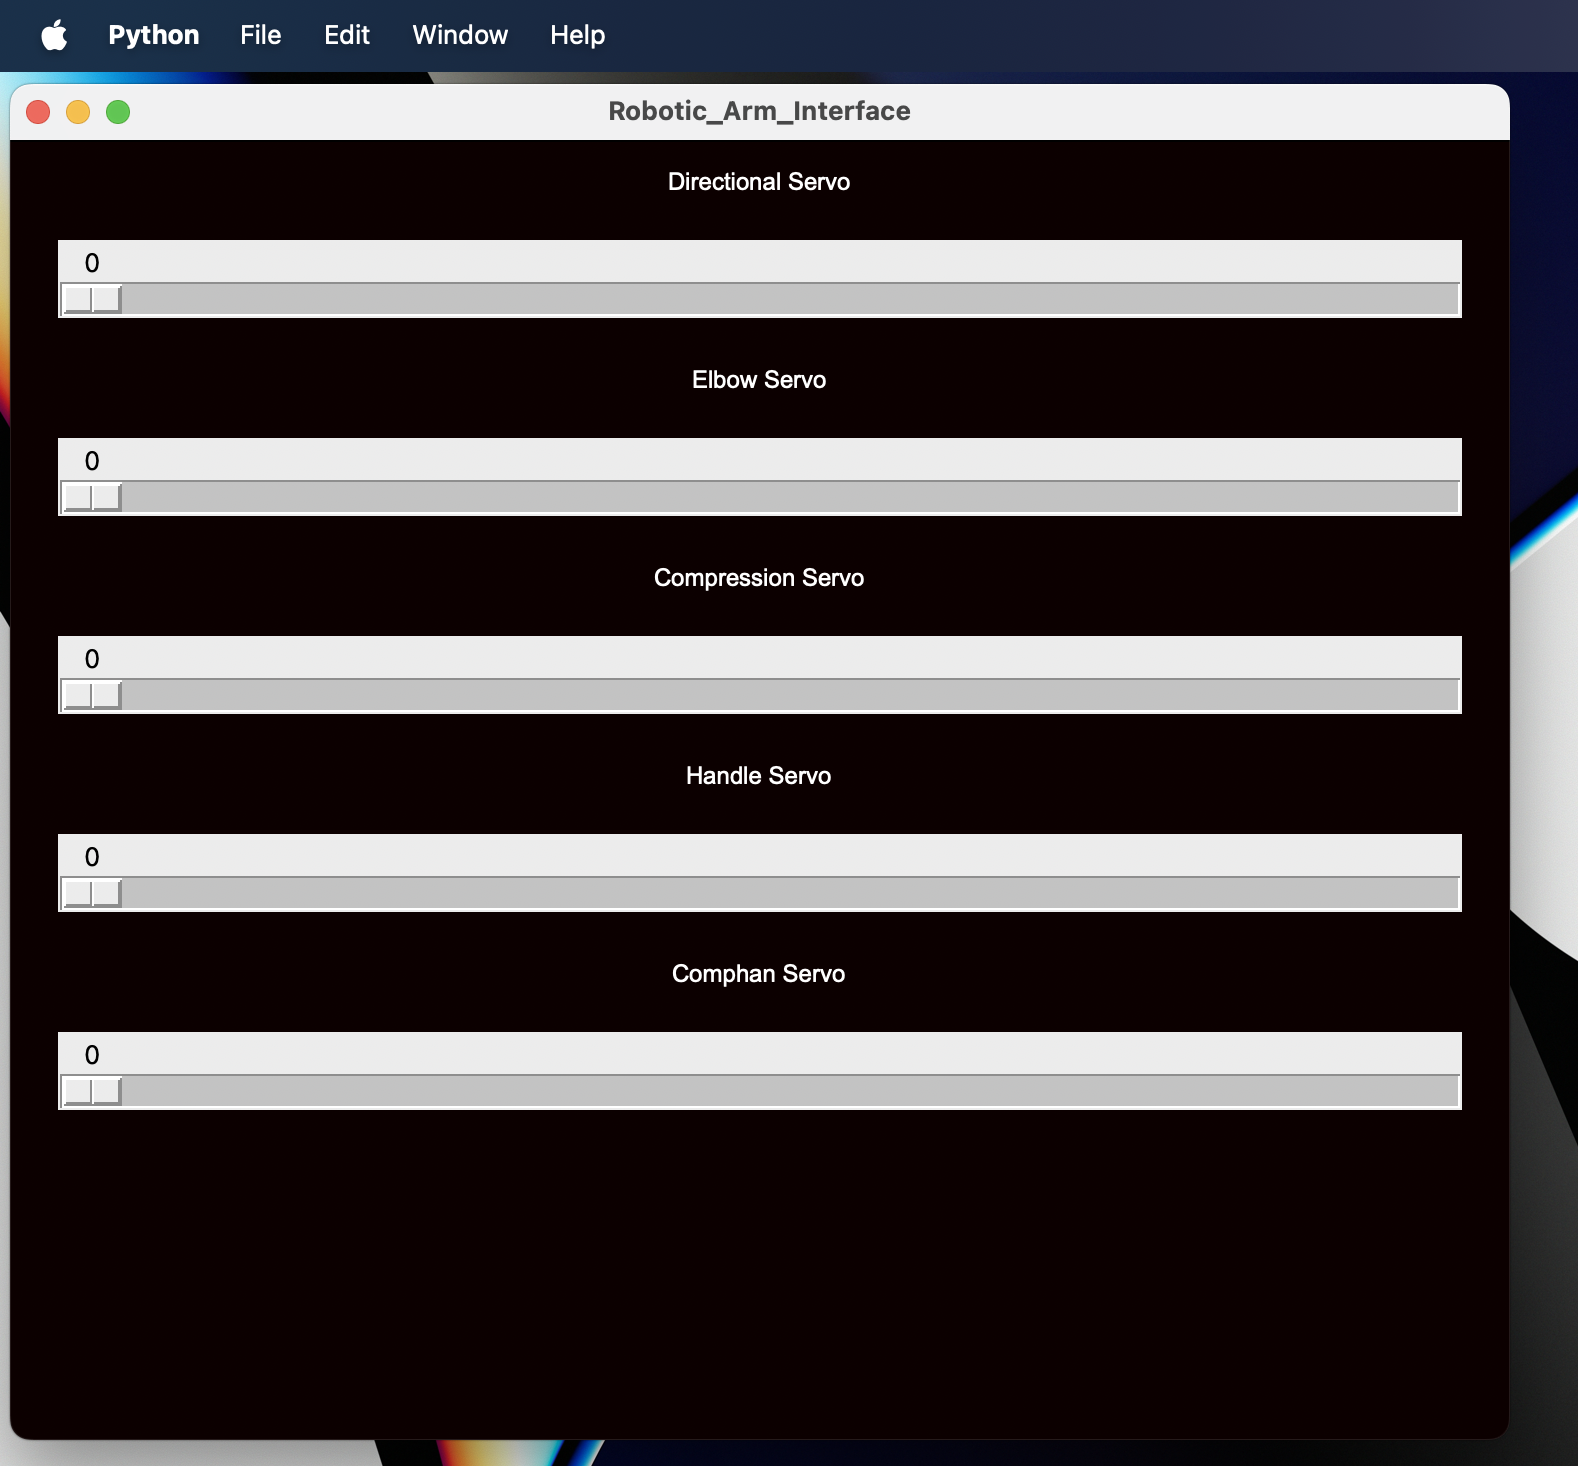 Python File Edit Window Help
Robotic_Arm_Interface
Directional Servo
0
Elbow Servo
0
Compression Servo
0
Handle Servo
0
Comphan Servo
0